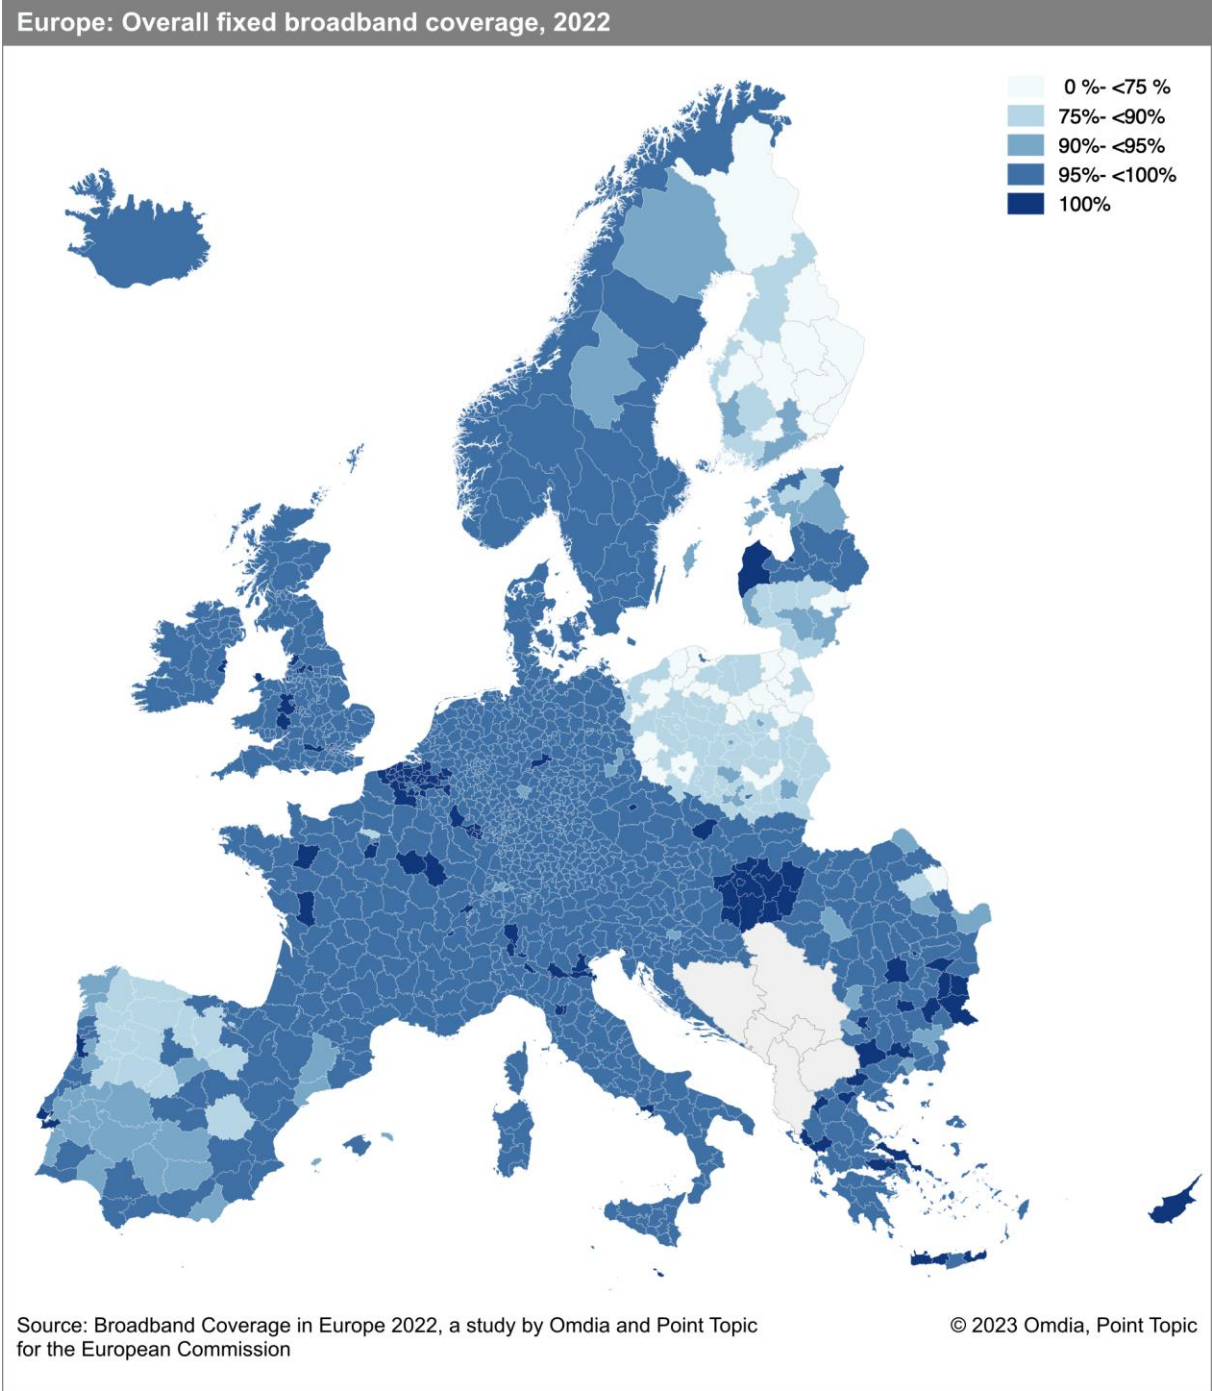 Europe: Overall fixed broadband coverage, 2022
0 %- <75 %
75%- <90%
90%- <95%
95%- <100%
100%
Source: Broadband Coverage in Europe 2022, a study by Omdia and Point Topic
for the European Commission
© 2023 Omdia, Point Topic